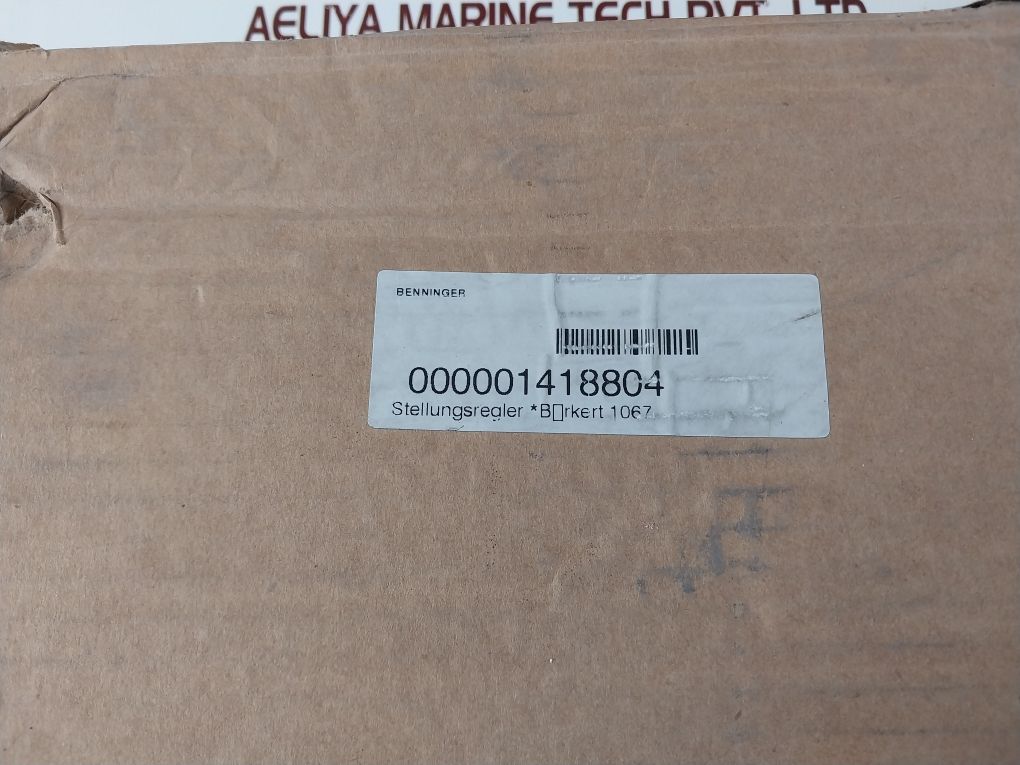 AELIYA MARINE TECH PVT. LTD
BENNINGER
000001418804
Stellungsregler *B▯rkert 1067